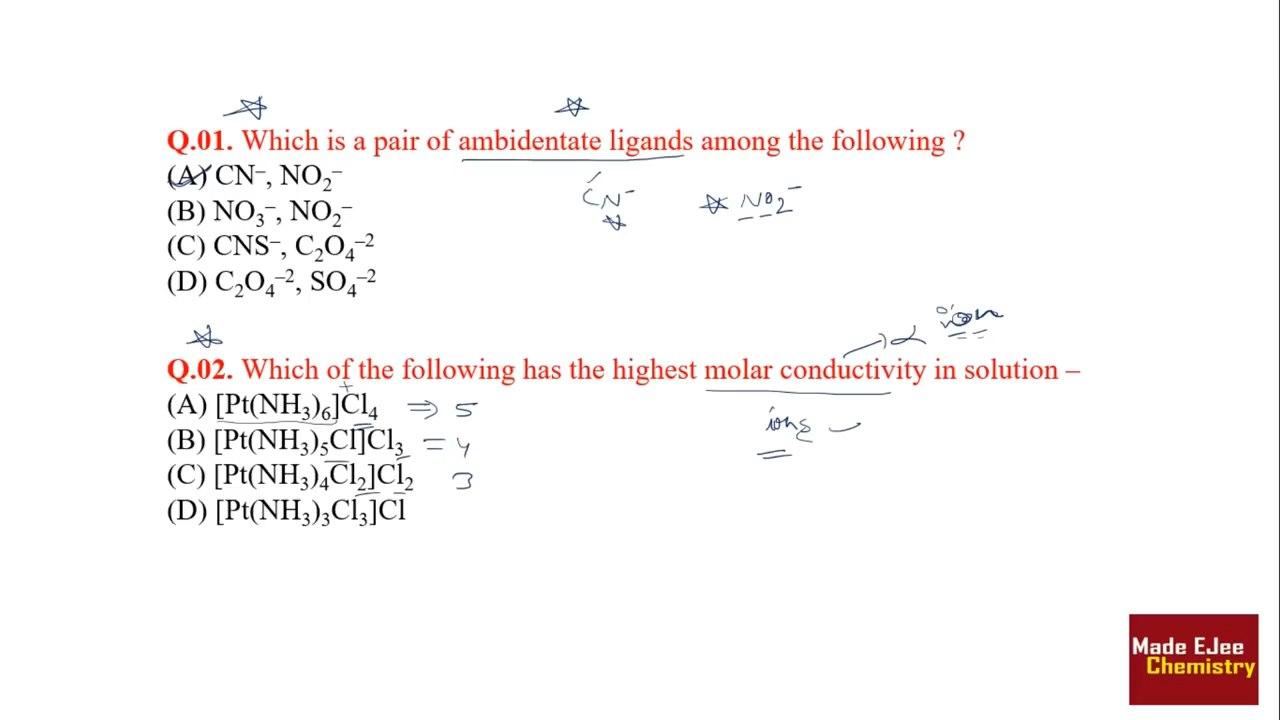 Q.01. Which is a pair of ambidentate ligands among the following ?
(A) CN⁻, NO₂⁻
CN⁻ NO₂⁻
(B) NO₃⁻, NO₂⁻
(C) CNS⁻, C₂O₄⁻²
(D) C₂O₄⁻², SO₄⁻²
Q.02. Which of the following has the highest molar conductivity in solution –
(A) [Pt(NH₃)₆]Cl₄ ⇒ 5
ions
(B) [Pt(NH₃)₅Cl]Cl₃ = 4
(C) [Pt(NH₃)₄Cl₂]Cl₂ 3
(D) [Pt(NH₃)₃Cl₃]Cl
Made EJee
Chemistry